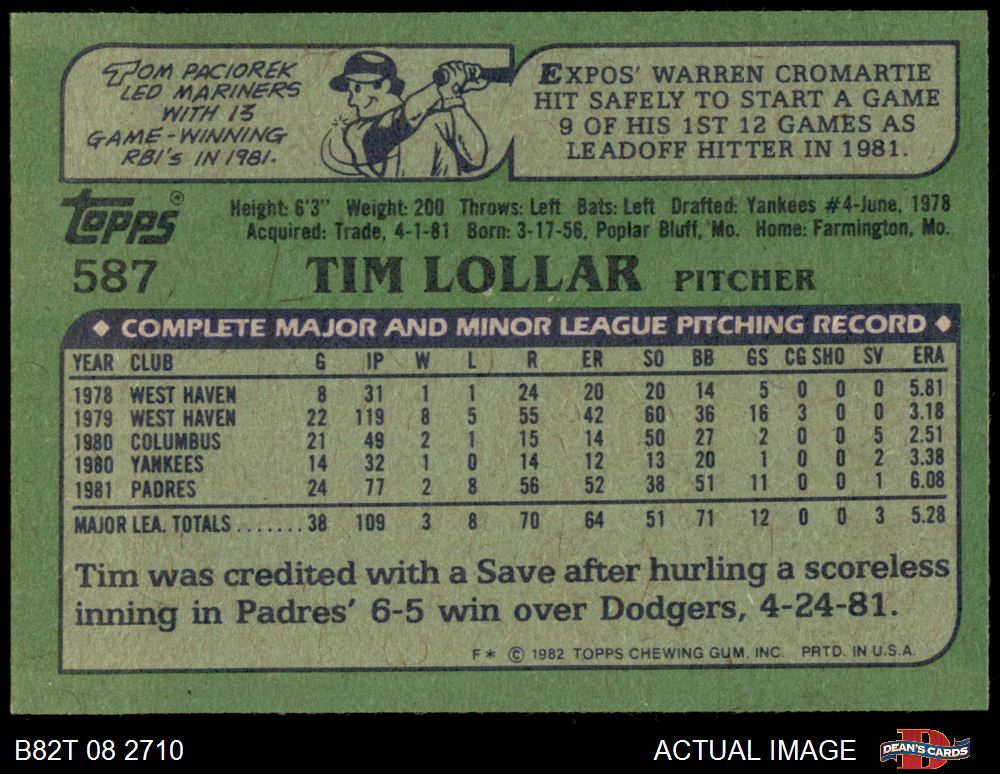 TOM PACIOREK
LED MARINERS
WITH 13
GAME-WINNING
RBI's IN 1981.
EXPOS' WARREN CROMARTIE
HIT SAFELY TO START A GAME
9 OF HIS 1ST 12 GAMES AS
LEADOFF HITTER IN 1981.
topps®
Height: 6'3" Weight: 200 Throws: Left Bats: Left Drafted: Yankees #4-June, 1978
Acquired: Trade, 4-1-81 Born: 3-17-56, Poplar Bluff, Mo. Home: Farmington, Mo.
587 TIM LOLLAR PITCHER
◆ COMPLETE MAJOR AND MINOR LEAGUE PITCHING RECORD ◆
YEAR CLUB G IP W L R ER SO BB GS CG SHO SV ERA
1978 WEST HAVEN 8 31 1 1 24 20 20 14 5 0 0 0 5.81
1979 WEST HAVEN 22 119 8 5 55 42 60 36 16 3 0 0 3.18
1980 COLUMBUS 21 49 2 1 15 14 50 27 2 0 0 5 2.51
1980 YANKEES 14 32 1 0 14 12 13 20 1 0 0 2 3.38
1981 PADRES 24 77 2 8 56 52 38 51 11 0 0 1 6.08
MAJOR LEA. TOTALS.......38 109 3 8 70 64 51 71 12 0 0 3 5.28
Tim was credited with a Save after hurling a scoreless
inning in Padres' 6-5 win over Dodgers, 4-24-81.
F* © 1982 TOPPS CHEWING GUM, INC. PRTD. IN U.S.A.
B82T 08 2710 ACTUAL IMAGE DEAN'S CARDS